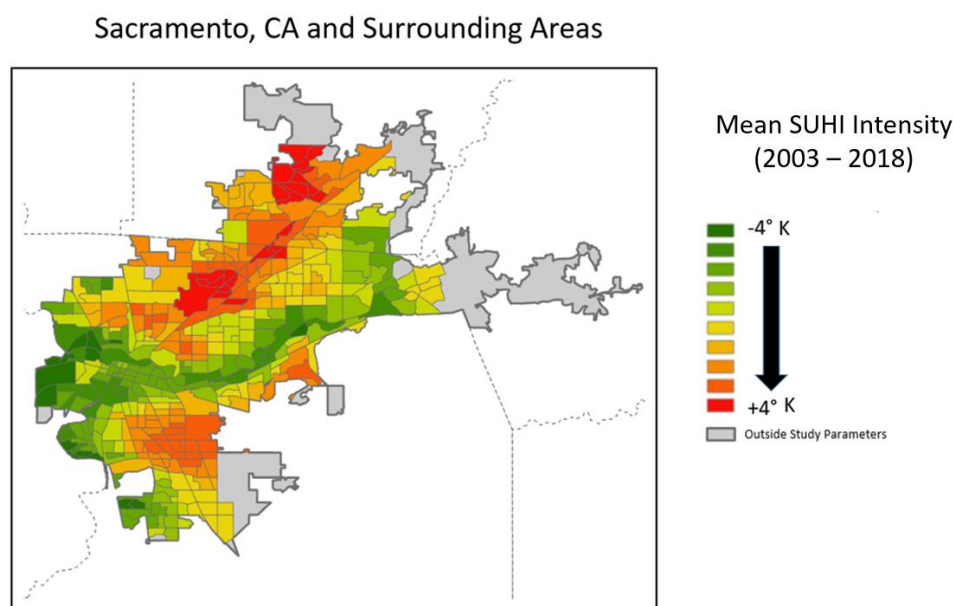 Sacramento, CA and Surrounding Areas
Mean SUHI Intensity
(2003 – 2018)
-4° K
+4° K
Outside Study Parameters